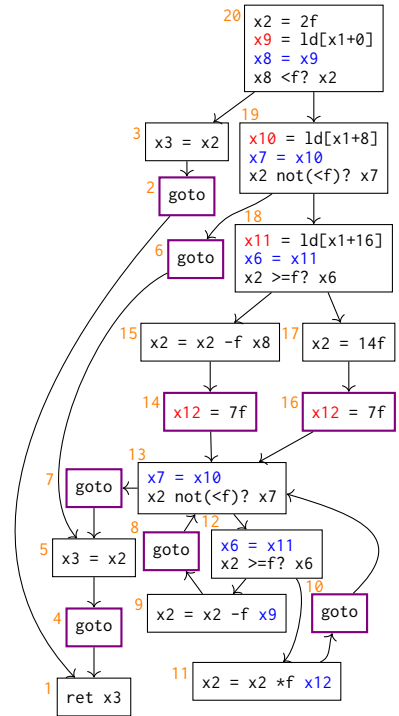 20
x2 = 2f
x9 = ld[x1+0]
x8 = x9
x8 <f? x2
3
x3 = x2
19
x10 = ld[x1+8]
x7 = x10
x2 not(<f)? x7
2
goto
18
x11 = ld[x1+16]
x6 = x11
x2 >=f? x6
6
goto
15
x2 = x2 -f x8
17
x2 = 14f
14
x12 = 7f
16
x12 = 7f
13
x7 = x10
x2 not(<f)? x7
7
goto
12
x6 = x11
x2 >=f? x6
8
goto
5
x3 = x2
10
goto
9
x2 = x2 -f x9
4
goto
11
x2 = x2 *f x12
1
ret x3